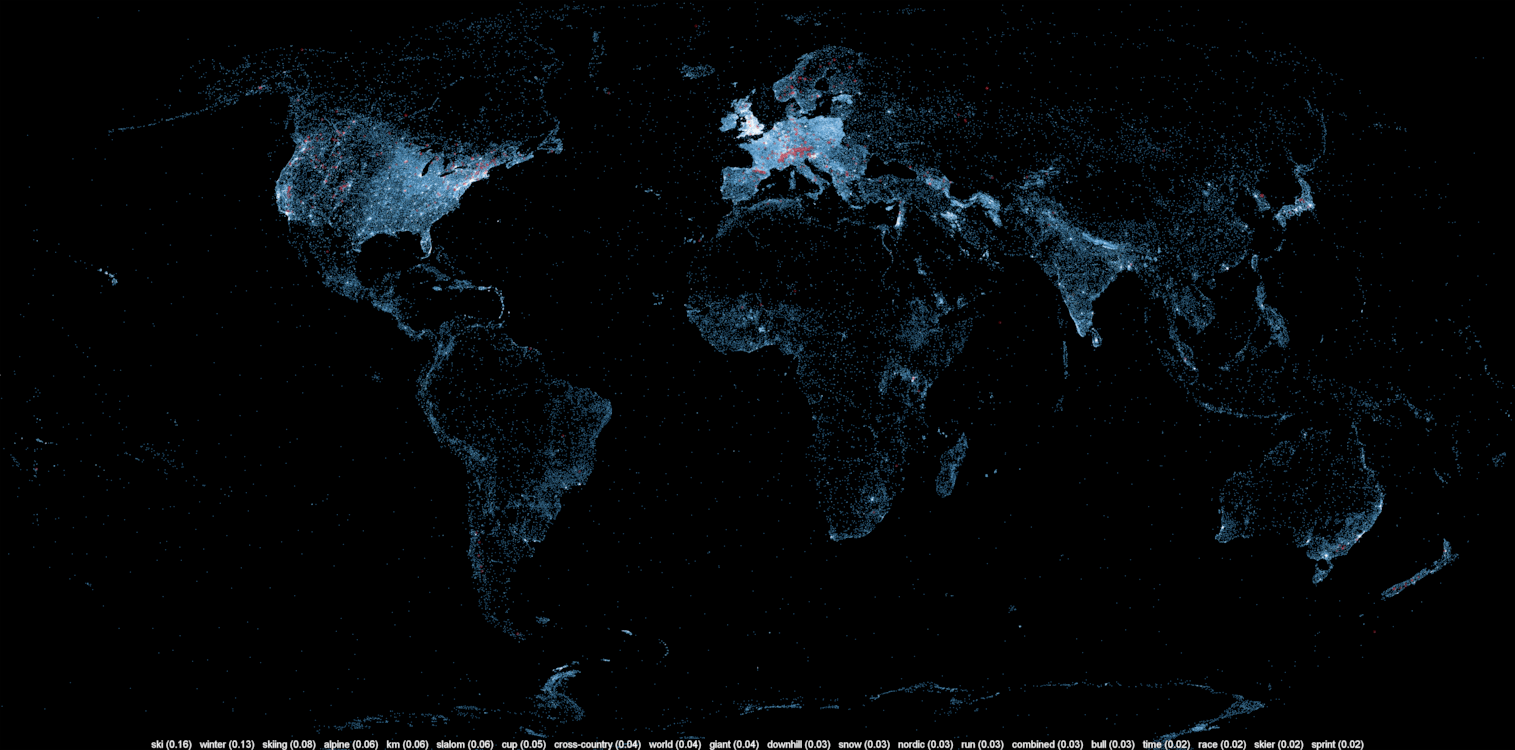 ski (0.16) winter (0.13) skiing (0.08) alpine (0.06) km (0.06) slalom (0.06) cup (0.05) cross-country (0.04) world (0.04) giant (0.04) downhill (0.03) snow (0.03) nordic (0.03) run (0.03) combined (0.03) bull (0.03) time (0.02) race (0.02) skier (0.02) sprint (0.02)